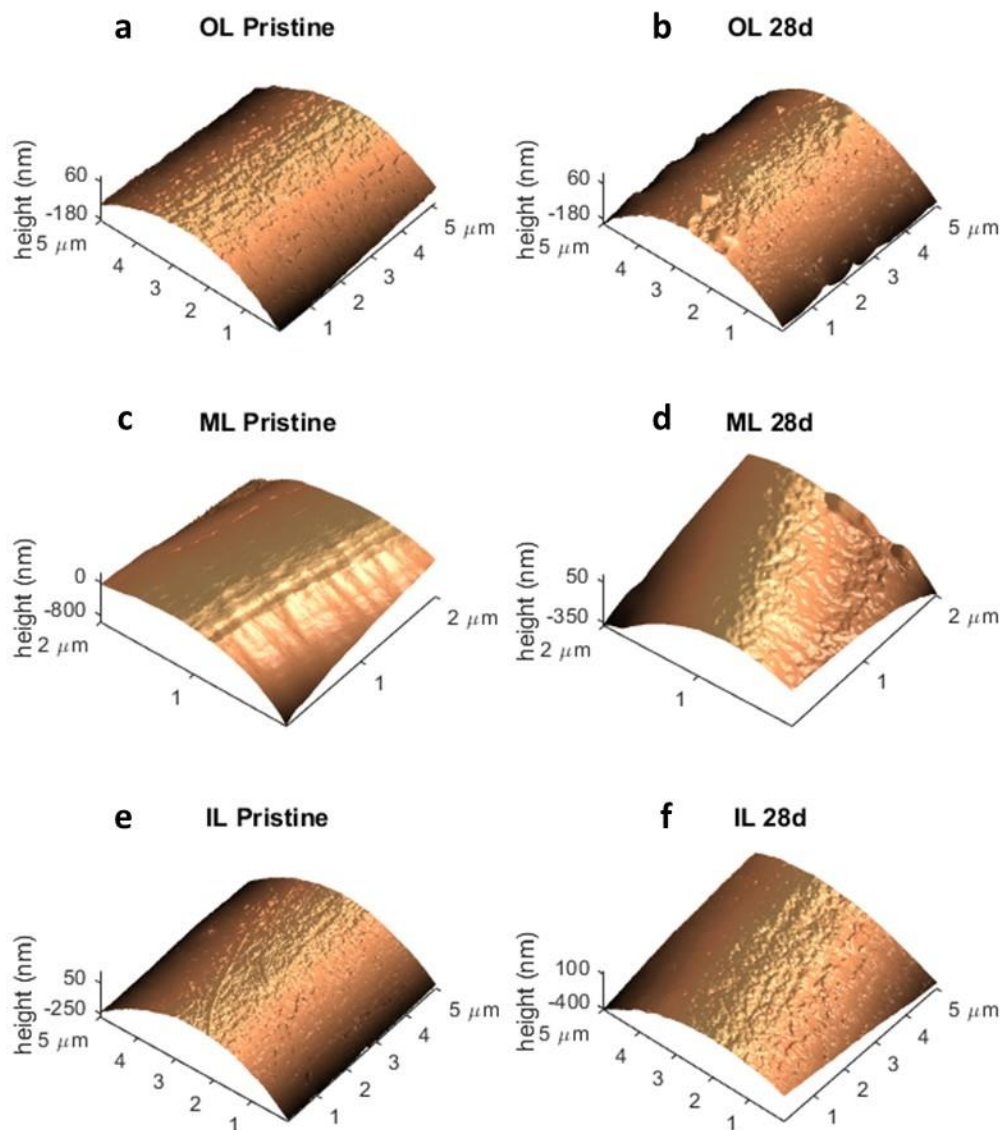 a OL Pristine
height (nm)
60
-180
5 μm
4
3
2
1
1
2
3
4
5 μm
b OL 28d
height (nm)
60
-180
5 μm
4
3
2
1
1
2
3
4
5 μm
c ML Pristine
height (nm)
0
-800
2 μm
1
1
2 μm
d ML 28d
height (nm)
50
-350
2 μm
1
1
2 μm
e IL Pristine
height (nm)
50
-250
5 μm
4
3
2
1
1
2
3
4
5 μm
f IL 28d
height (nm)
100
-400
5 μm
4
3
2
1
1
2
3
4
5 μm